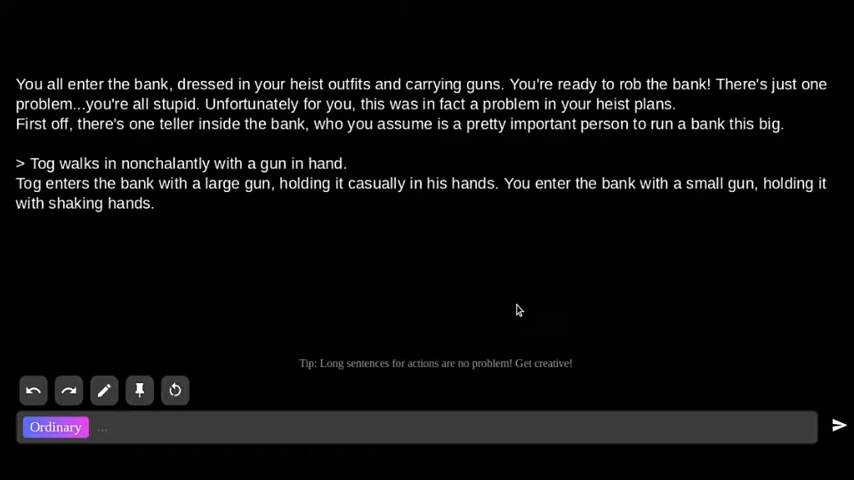 You all enter the bank, dressed in your heist outfits and carrying guns. You're ready to rob the bank! There's just one
problem...you're all stupid. Unfortunately for you, this was in fact a problem in your heist plans.
First off, there's one teller inside the bank, who you assume is a pretty important person to run a bank this big.
> Tog walks in nonchalantly with a gun in hand.
Tog enters the bank with a large gun, holding it casually in his hands. You enter the bank with a small gun, holding it
with shaking hands.
Tip: Long sentences for actions are no problem! Get creative!
Ordinary ...